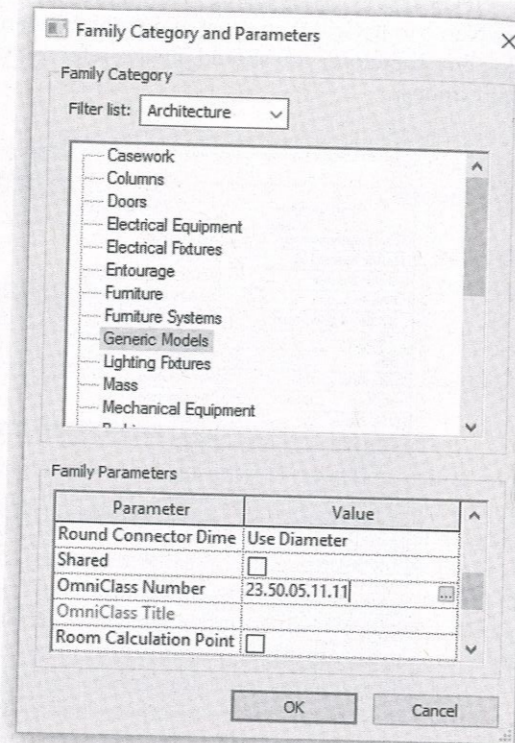 Family Category and Parameters
Family Category
Filter list: Architecture
Casework
Columns
Doors
Electrical Equipment
Electrical Fixtures
Entourage
Furniture
Furniture Systems
Generic Models
Lighting Fixtures
Mass
Mechanical Equipment
Family Parameters
Parameter Value
Round Connector Dime Use Diameter
Shared
OmniClass Number 23.50.05.11.11 ...
OmniClass Title
Room Calculation Point
OK Cancel